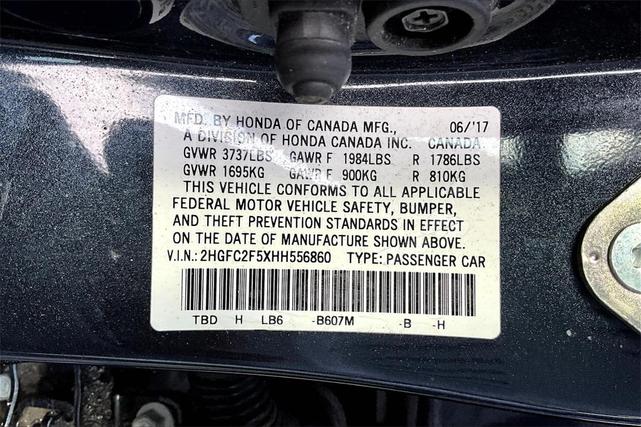 MFD. BY HONDA OF CANADA MFG., 06/'17
A DIVISION OF HONDA CANADA INC. CANADA
GVWR 3737LBS GAWR F 1984LBS R 1786LBS
GVWR 1695KG GAWR F 900KG R 810KG
THIS VEHICLE CONFORMS TO ALL APPLICABLE
FEDERAL MOTOR VEHICLE SAFETY, BUMPER,
AND THEFT PREVENTION STANDARDS IN EFFECT
ON THE DATE OF MANUFACTURE SHOWN ABOVE.
V.I.N.: 2HGFC2F5XHH556860 TYPE: PASSENGER CAR
TBD H LB6 -B607M -B -H